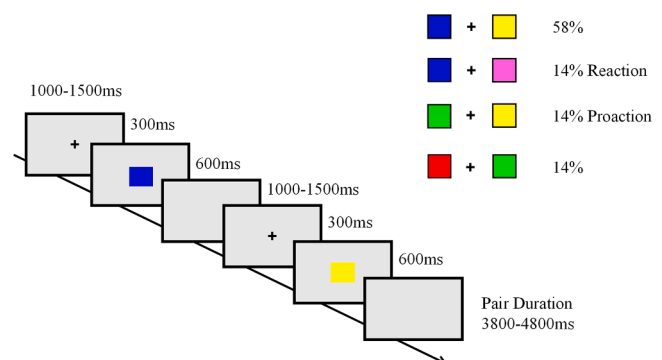 + 58%
+ 14% Reaction
+ 14% Proaction
+ 14%
1000-1500ms
+
300ms
600ms
1000-1500ms
+
300ms
600ms
Pair Duration
3800-4800ms